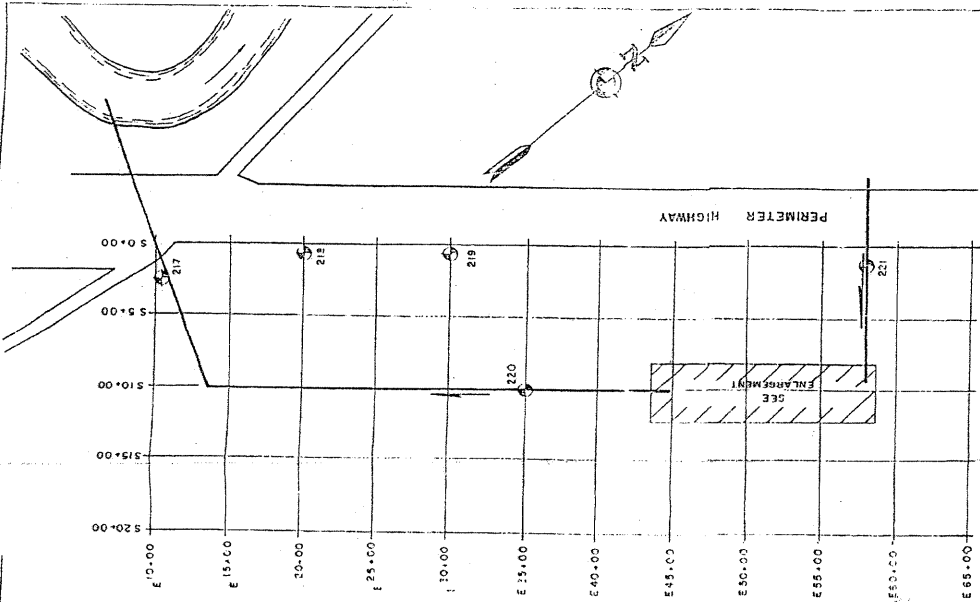 N
PERIMETER HIGHWAY
S 0+00
S 5+00
S 10+00
S 15+00
S 20+00
217
218
219
220
221
SEE
ENLARGEMENT
E 10+00
E 15+00
E 20+00
E 25+00
E 30+00
E 35+00
E 40+00
E 45+00
E 50+00
E 55+00
E 60+00
E 65+00